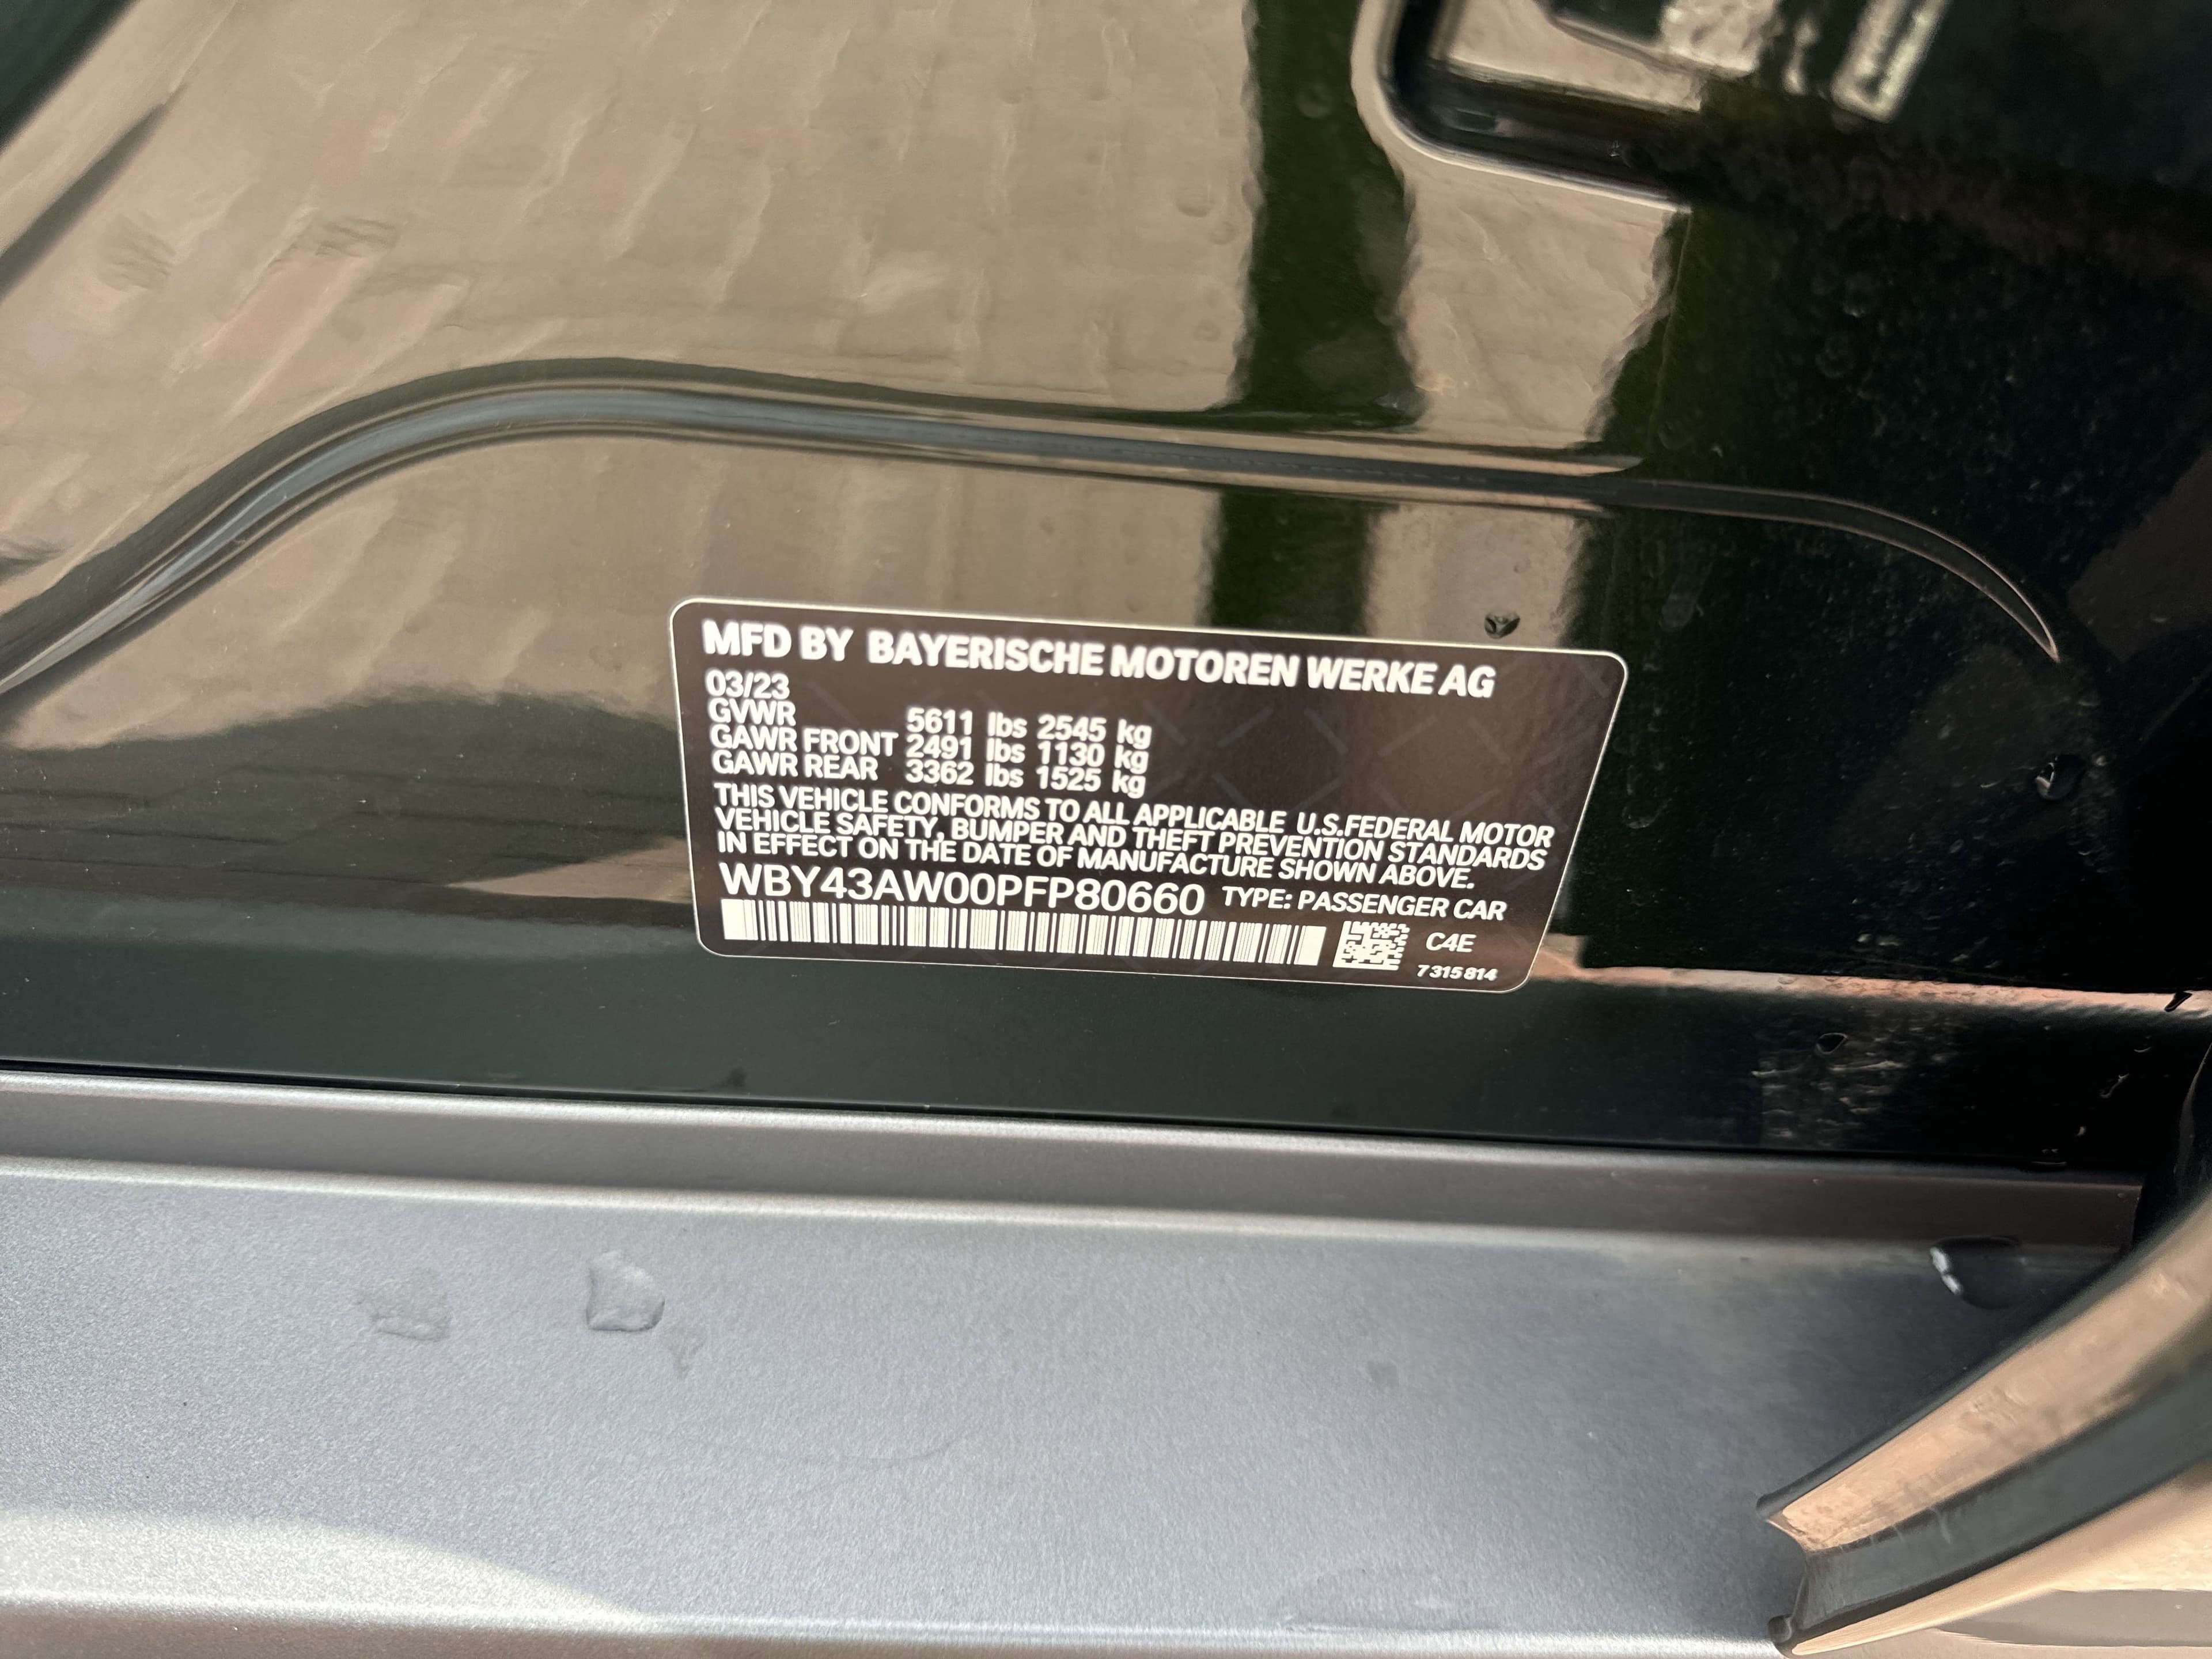 MFD BY BAYERISCHE MOTOREN WERKE AG
03/23
GVWR 5611 lbs 2545 kg
GAWR FRONT 2491 lbs 1130 kg
GAWR REAR 3362 lbs 1525 kg
THIS VEHICLE CONFORMS TO ALL APPLICABLE U.S.FEDERAL MOTOR
VEHICLE SAFETY, BUMPER AND THEFT PREVENTION STANDARDS
IN EFFECT ON THE DATE OF MANUFACTURE SHOWN ABOVE.
WBY43AW00PFP80660 TYPE: PASSENGER CAR
C4E
7315814